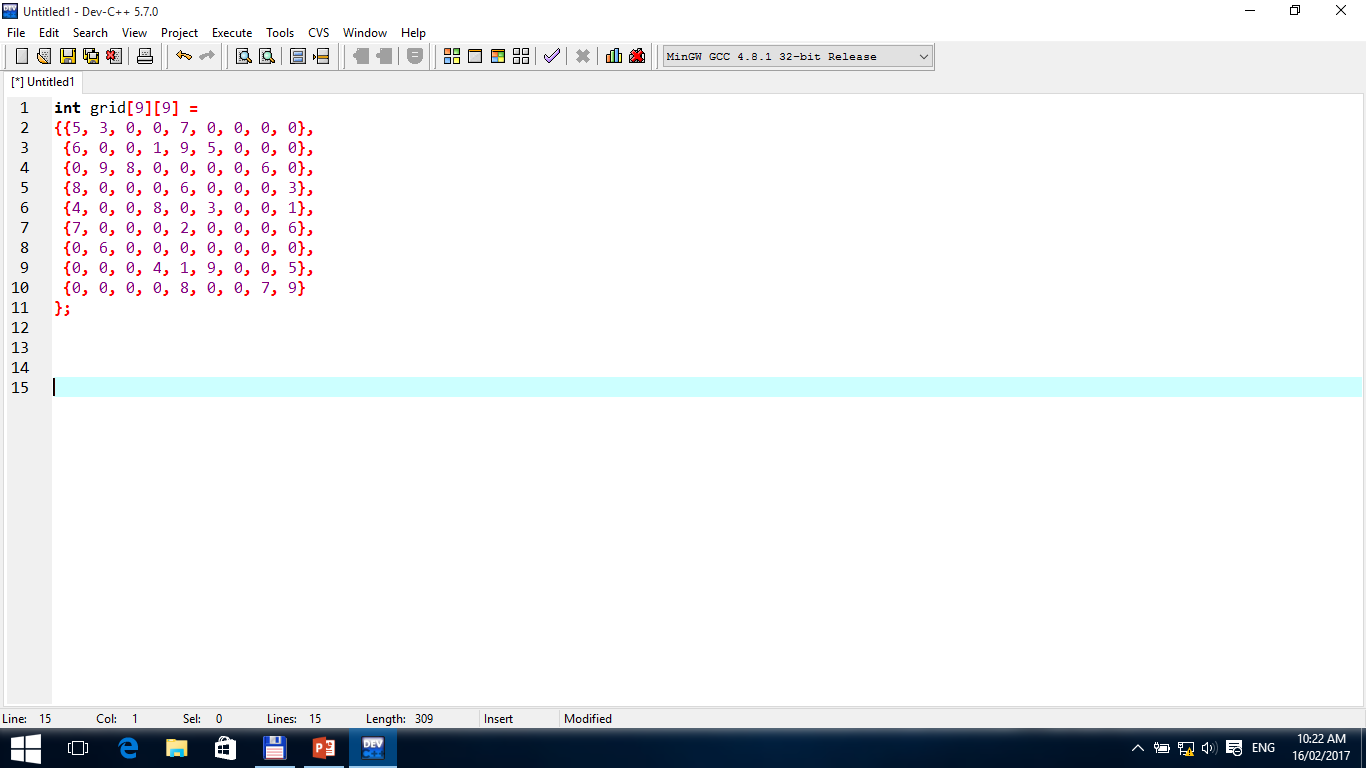 Untitled1 - Dev-C++ 5.7.0
File Edit Search View Project Execute Tools CVS Window Help
MinGW GCC 4.8.1 32-bit Release
[*] Untitled1
1 int grid[9][9] =
2 {{5, 3, 0, 0, 7, 0, 0, 0, 0},
3 {6, 0, 0, 1, 9, 5, 0, 0, 0},
4 {0, 9, 8, 0, 0, 0, 0, 6, 0},
5 {8, 0, 0, 0, 6, 0, 0, 0, 3},
6 {4, 0, 0, 8, 0, 3, 0, 0, 1},
7 {7, 0, 0, 0, 2, 0, 0, 0, 6},
8 {0, 6, 0, 0, 0, 0, 0, 0, 0},
9 {0, 0, 0, 4, 1, 9, 0, 0, 5},
10 {0, 0, 0, 0, 8, 0, 0, 7, 9}
11 };
12
13
14
15
Line: 15 Col: 1 Sel: 0 Lines: 15 Length: 309 Insert Modified
DEV
ENG
10:22 AM
16/02/2017